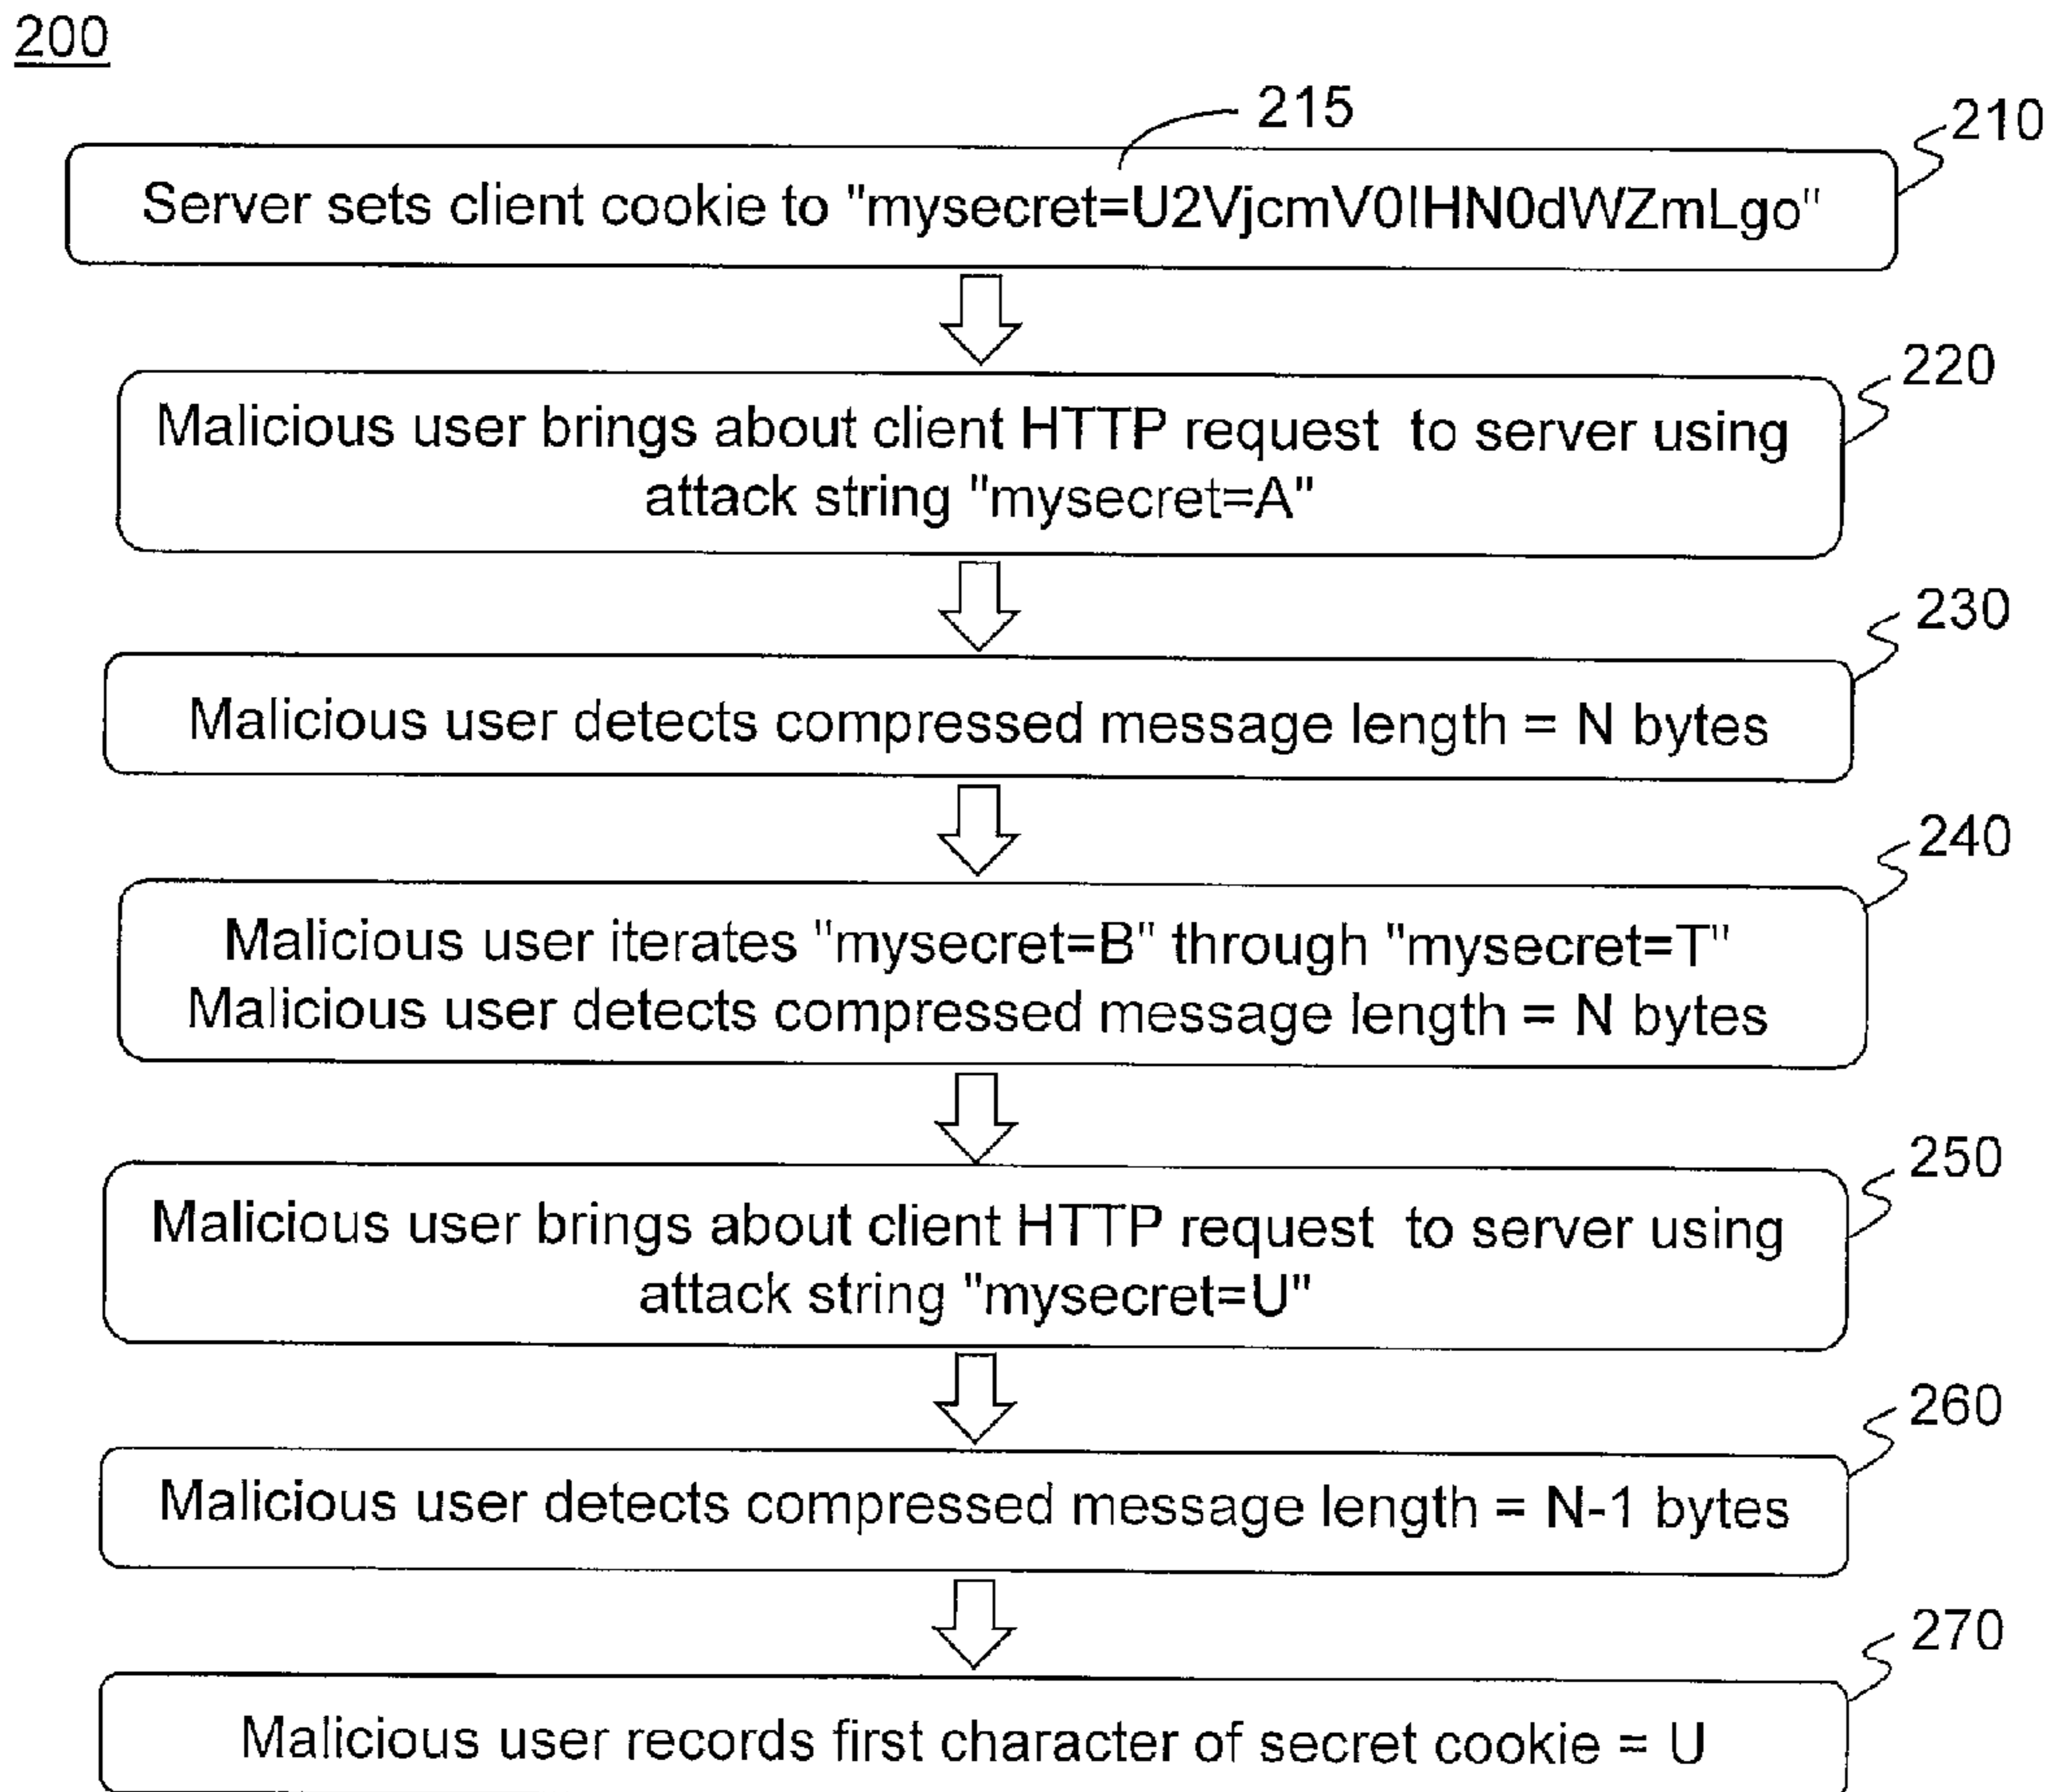 200
215
210
Server sets client cookie to "mysecret=U2VjcmV0IHN0dWZmLgo"
220
Malicious user brings about client HTTP request to server using
attack string "mysecret=A"
230
Malicious user detects compressed message length = N bytes
240
Malicious user iterates "mysecret=B" through "mysecret=T"
Malicious user detects compressed message length = N bytes
250
Malicious user brings about client HTTP request to server using
attack string "mysecret=U"
260
Malicious user detects compressed message length = N-1 bytes
270
Malicious user records first character of secret cookie = U